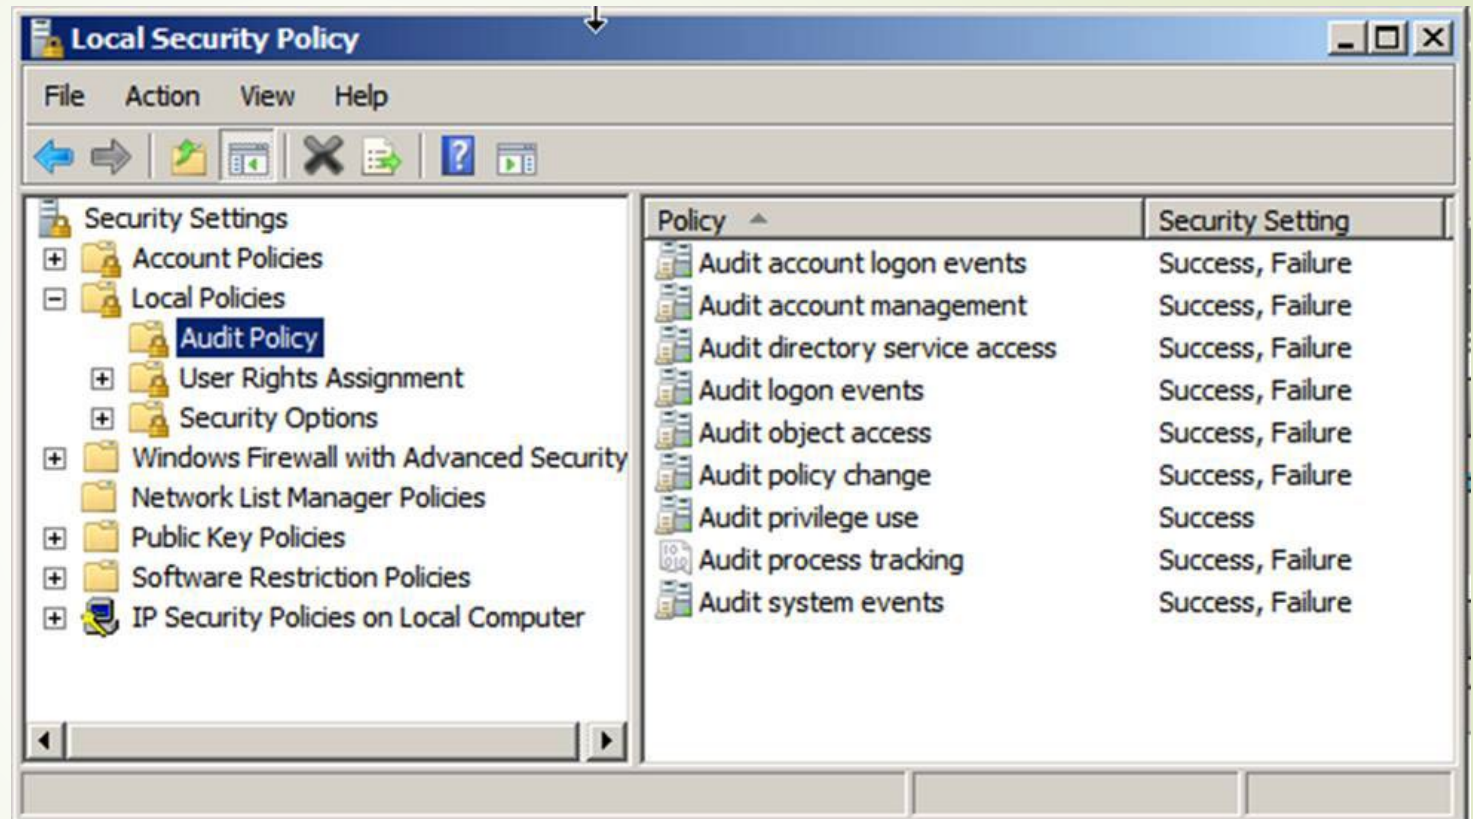 Local Security Policy
File Action View Help
Security Settings
Account Policies
Local Policies
Audit Policy
User Rights Assignment
Security Options
Windows Firewall with Advanced Security
Network List Manager Policies
Public Key Policies
Software Restriction Policies
IP Security Policies on Local Computer
Policy Security Setting
Audit account logon events Success, Failure
Audit account management Success, Failure
Audit directory service access Success, Failure
Audit logon events Success, Failure
Audit object access Success, Failure
Audit policy change Success, Failure
Audit privilege use Success
Audit process tracking Success, Failure
Audit system events Success, Failure